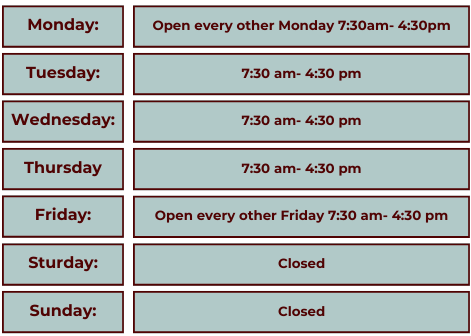 Monday: Open every other Monday 7:30am- 4:30pm
Tuesday: 7:30 am- 4:30 pm
Wednesday: 7:30 am- 4:30 pm
Thursday 7:30 am- 4:30 pm
Friday: Open every other Friday 7:30 am- 4:30 pm
Sturday: Closed
Sunday: Closed